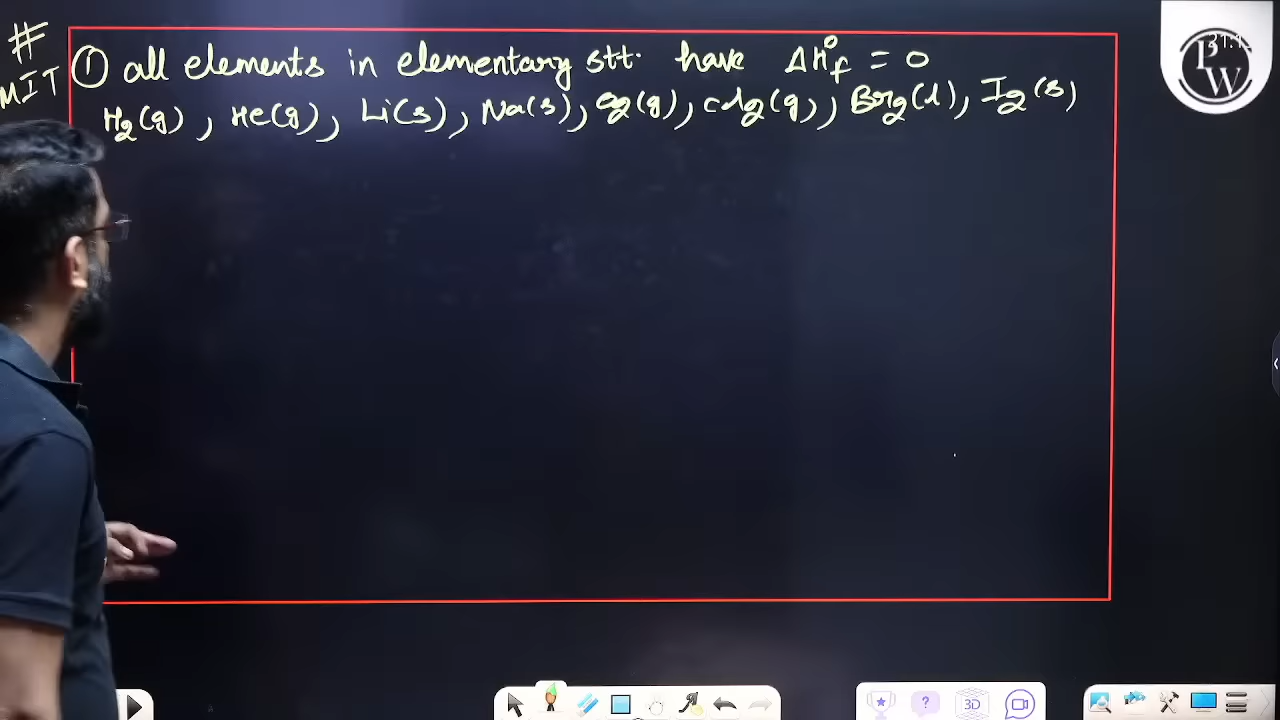 #
MIT
① all elements in elementary stt. have ΔH°f = 0
H2(g), He(g), Li(s), Na(s), O2(g), Cl2(g), Br2(l), I2(s)
PW
3D